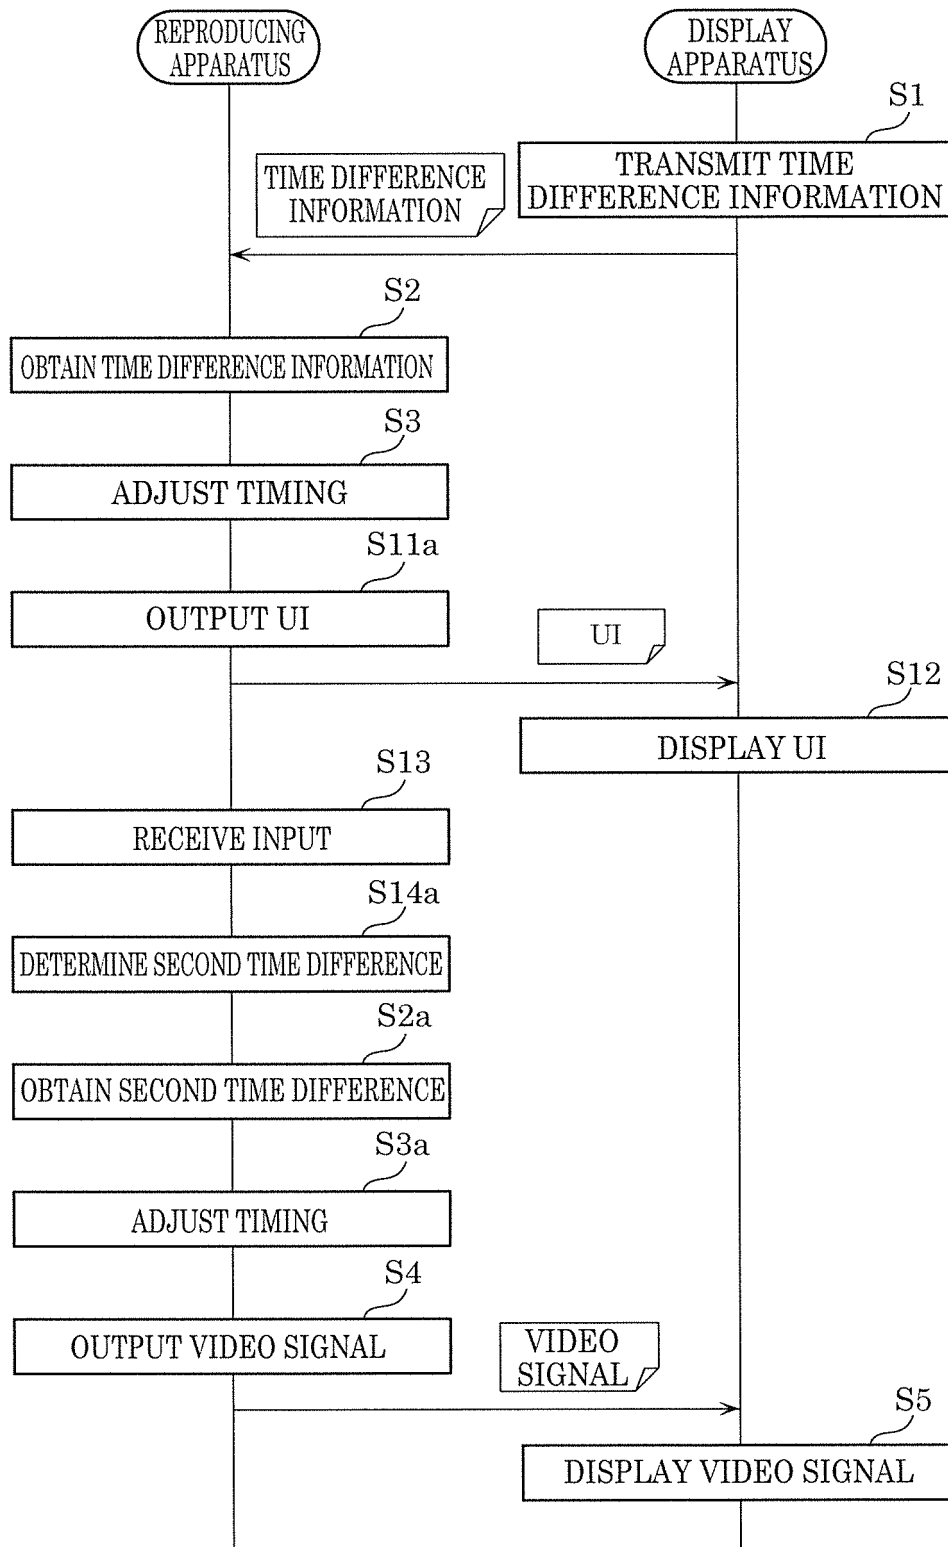 REPRODUCING
APPARATUS
DISPLAY
APPARATUS
S1
TRANSMIT TIME
DIFFERENCE INFORMATION
TIME DIFFERENCE
INFORMATION
S2
OBTAIN TIME DIFFERENCE INFORMATION
S3
ADJUST TIMING
S11a
OUTPUT UI
UI
S12
DISPLAY UI
S13
RECEIVE INPUT
S14a
DETERMINE SECOND TIME DIFFERENCE
S2a
OBTAIN SECOND TIME DIFFERENCE
S3a
ADJUST TIMING
S4
OUTPUT VIDEO SIGNAL
VIDEO
SIGNAL
S5
DISPLAY VIDEO SIGNAL